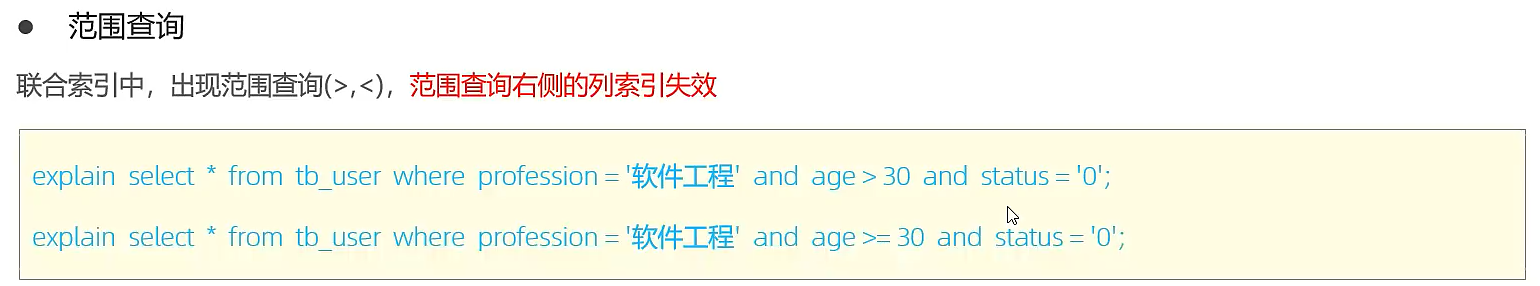 ● 范围查询
联合索引中，出现范围查询(>,<)，范围查询右侧的列索引失效
explain select * from tb_user where profession = '软件工程' and age > 30 and status = '0';
explain select * from tb_user where profession = '软件工程' and age >= 30 and status = '0';